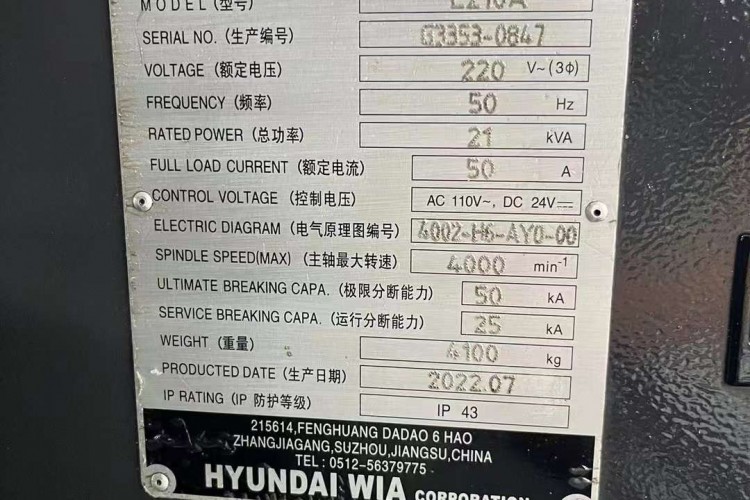 MODEL (型号) L210A
SERIAL NO. (生产编号) G3353-0847
VOLTAGE (额定电压) 220 V~(3Φ)
FREQUENCY (频率) 50 Hz
RATED POWER (总功率) 21 kVA
FULL LOAD CURRENT (额定电流) 50 A
CONTROL VOLTAGE (控制电压) AC 110V~, DC 24V⎓
ELECTRIC DIAGRAM (电气原理图编号) 4002-H6-AY0-00
SPINDLE SPEED(MAX) (主轴最大转速) 4000 min⁻¹
ULTIMATE BREAKING CAPA. (极限分断能力) 50 kA
SERVICE BREAKING CAPA. (运行分断能力) 25 kA
WEIGHT (重量) 4100 kg
PRODUCTED DATE (生产日期) 2022.07
IP RATING (IP 防护等级) IP 43
215614,FENGHUANG DADAO 6 HAO
ZHANGJIAGANG,SUZHOU,JIANGSU,CHINA
TEL : 0512-56379775
HYUNDAI WIA CORPORATION